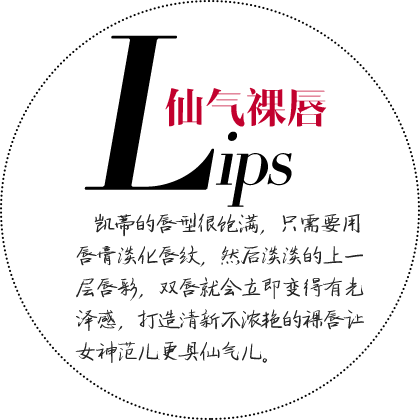 仙气裸唇
Lips
凯蒂的唇型很饱满，只需要用
唇膏淡化唇纹，然后淡淡的上一
层唇彩，双唇就会立即变得有光
泽感，打造清新不浓艳的裸唇让
女神范儿更具仙气儿。